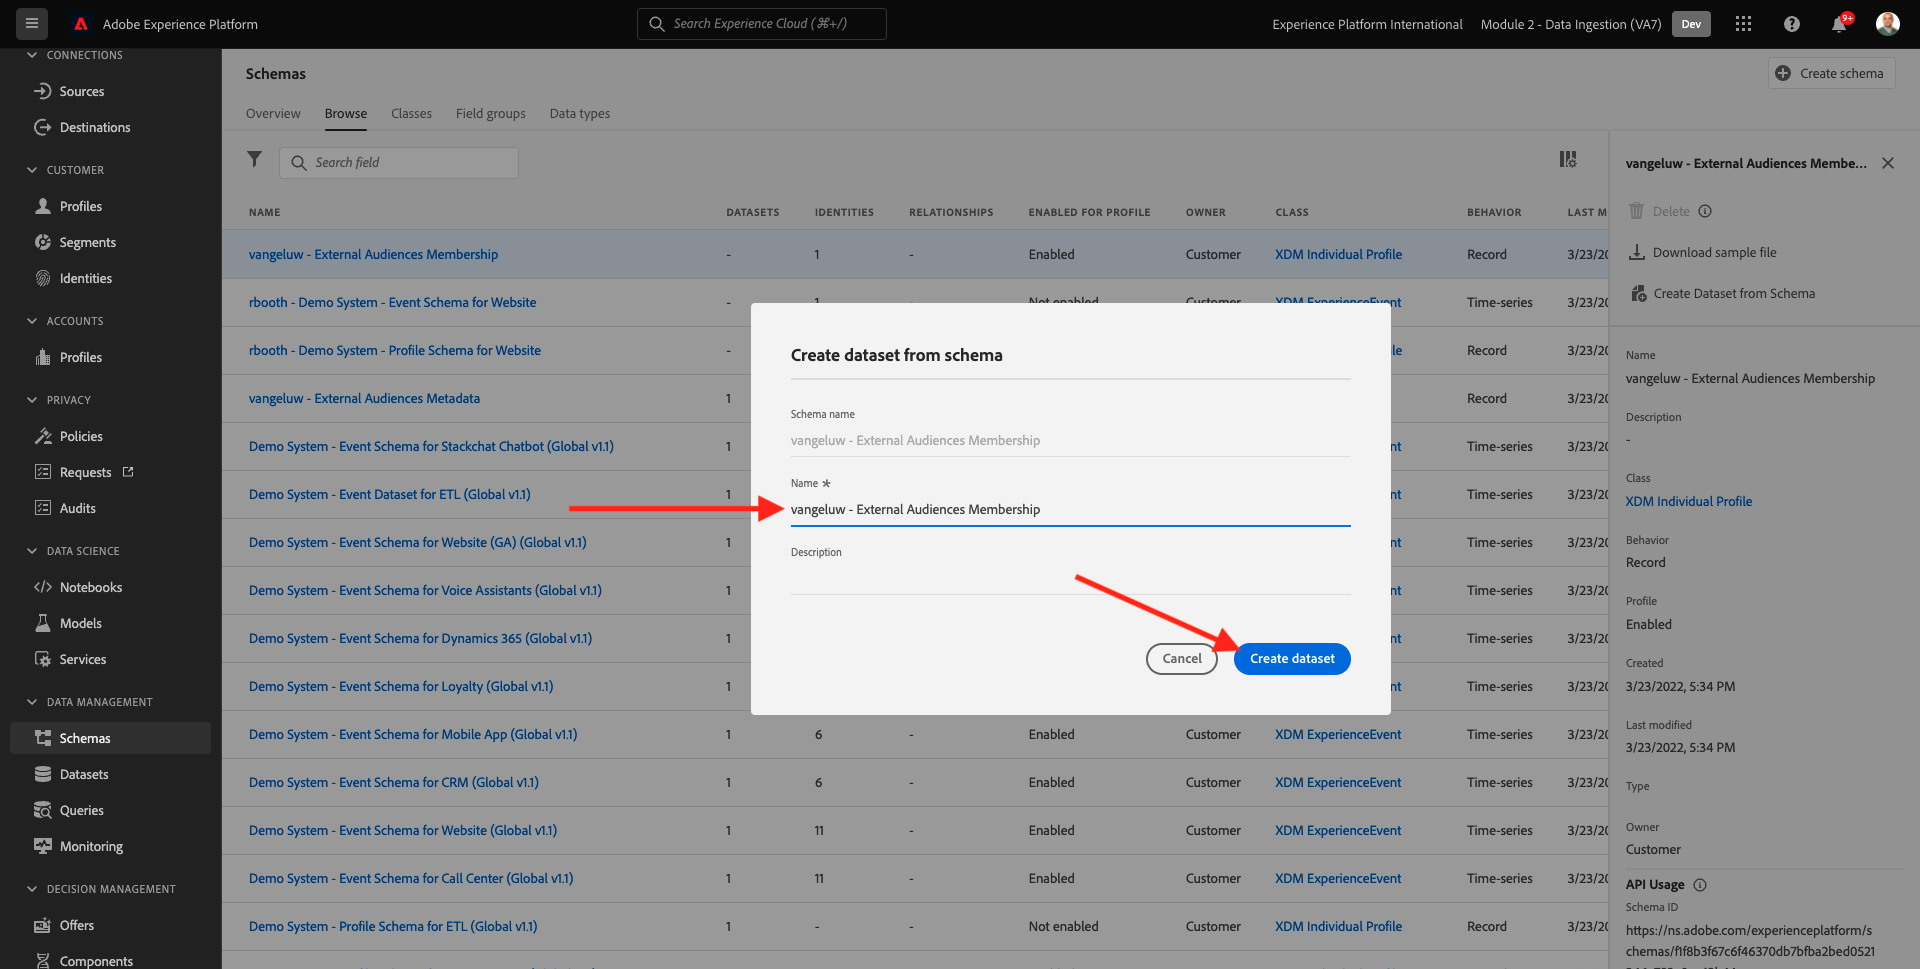 Adobe Experience Platform
Search Experience Cloud (⌘+/)
Experience Platform International
Module 2 - Data Ingestion (VA7)
Dev
9+
CONNECTIONS
Sources
Destinations
CUSTOMER
Profiles
Segments
Identities
ACCOUNTS
Profiles
PRIVACY
Policies
Requests
Audits
DATA SCIENCE
Notebooks
Models
Services
DATA MANAGEMENT
Schemas
Datasets
Queries
Monitoring
DECISION MANAGEMENT
Offers
Components
Schemas
Create schema
Overview Browse Classes Field groups Data types
Search field
NAME DATASETS IDENTITIES RELATIONSHIPS ENABLED FOR PROFILE OWNER CLASS BEHAVIOR LAST M
vangeluw - External Audiences Membership - 1 - Enabled Customer XDM Individual Profile Record 3/23/20
rbooth - Demo System - Event Schema for Website - 1 - Not enabled Customer XDM ExperienceEvent Time-series 3/23/20
rbooth - Demo System - Profile Schema for Website - le Record 3/23/20
vangeluw - External Audiences Metadata 1 Record 3/23/20
Demo System - Event Schema for Stackchat Chatbot (Global v1.1) 1 nt Time-series 3/23/20
Demo System - Event Dataset for ETL (Global v1.1) 1 nt Time-series 3/23/20
Demo System - Event Schema for Website (GA) (Global v1.1) 1 nt Time-series 3/23/20
Demo System - Event Schema for Voice Assistants (Global v1.1) 1 nt Time-series 3/23/20
Demo System - Event Schema for Dynamics 365 (Global v1.1) 1 nt Time-series 3/23/20
Demo System - Event Schema for Loyalty (Global v1.1) 1 nt Time-series 3/23/20
Demo System - Event Schema for Mobile App (Global v1.1) 1 6 - Enabled Customer XDM ExperienceEvent Time-series 3/23/20
Demo System - Event Schema for CRM (Global v1.1) 1 6 - Enabled Customer XDM ExperienceEvent Time-series 3/23/20
Demo System - Event Schema for Website (Global v1.1) 1 11 - Enabled Customer XDM ExperienceEvent Time-series 3/23/20
Demo System - Event Schema for Call Center (Global v1.1) 1 11 - Enabled Customer XDM ExperienceEvent Time-series 3/23/20
Demo System - Profile Schema for ETL (Global v1.1) 1 - - Not enabled Customer XDM Individual Profile Record 3/23/20
Create dataset from schema
Schema name
vangeluw - External Audiences Membership
Name *
vangeluw - External Audiences Membership
Description
Cancel
Create dataset
vangeluw - External Audiences Membe...
Delete
Download sample file
Create Dataset from Schema
Name
vangeluw - External Audiences Membership
Description
-
Class
XDM Individual Profile
Behavior
Record
Profile
Enabled
Created
3/23/2022, 5:34 PM
Last modified
3/23/2022, 5:34 PM
Type
Owner
Customer
API Usage
Schema ID
https://ns.adobe.com/experienceplatform/s
chemas/f1f8b3f67c6f46370db7bfba2bed0521